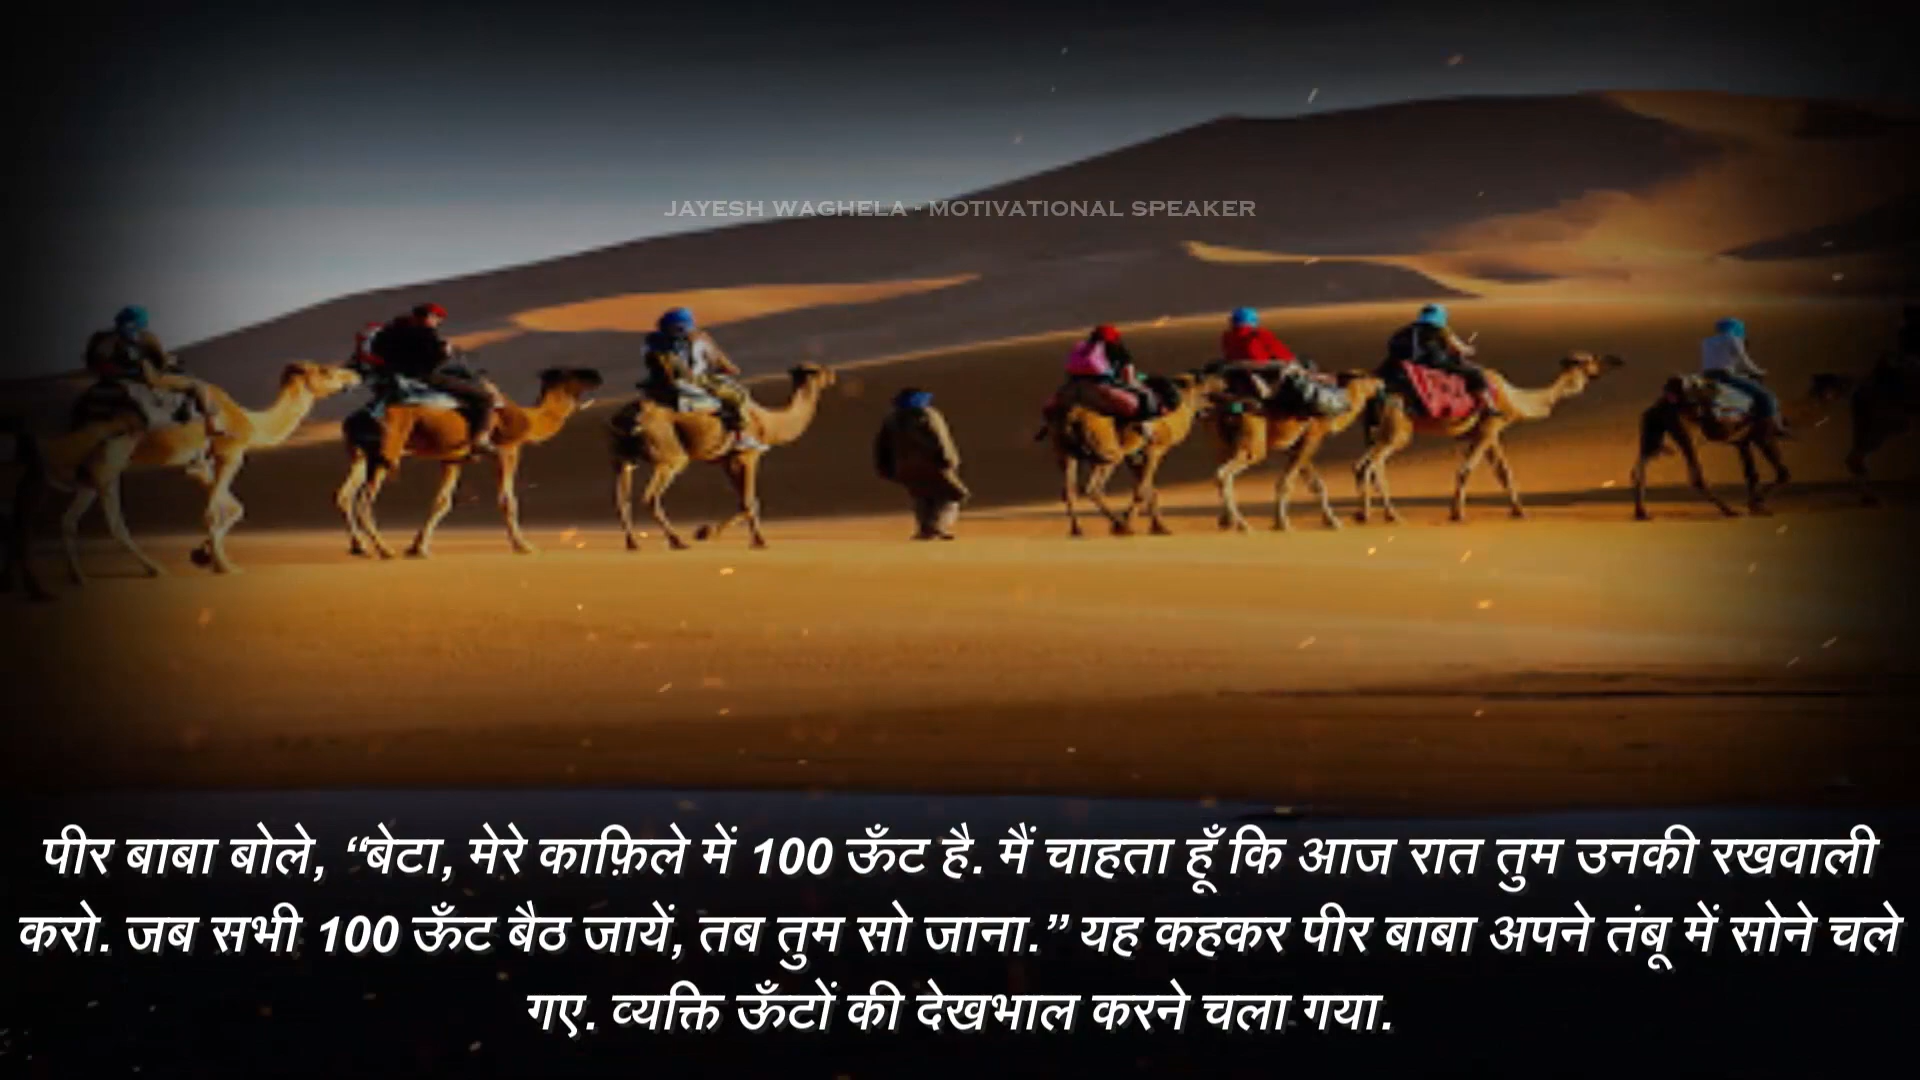 JAYESH WAGHELA - MOTIVATIONAL SPEAKER
पीर बाबा बोले, “बेटा, मेरे काफ़िले में 100 ऊँट है. मैं चाहता हूँ कि आज रात तुम उनकी रखवाली
करो. जब सभी 100 ऊँट बैठ जायें, तब तुम सो जाना.” यह कहकर पीर बाबा अपने तंबू में सोने चले
गए. व्यक्ति ऊँटों की देखभाल करने चला गया.